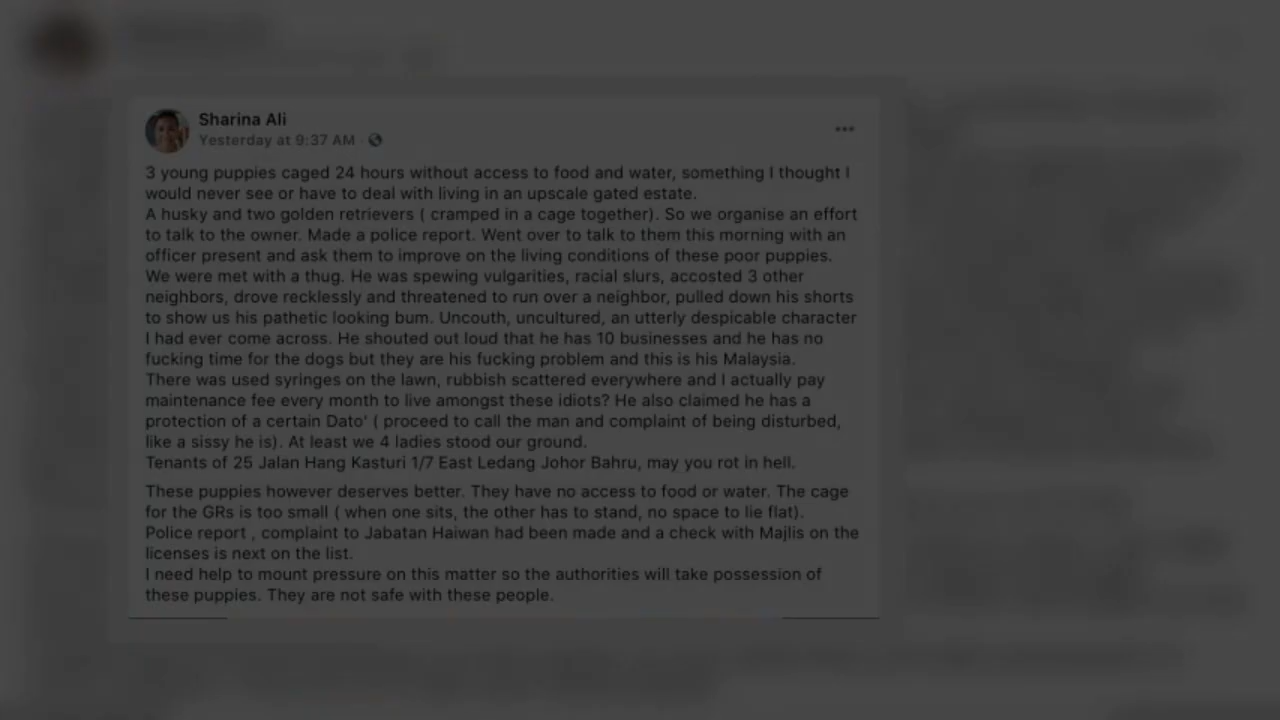 Sharina Ali
Yesterday at 9:37 AM ·
3 young puppies caged 24 hours without access to food and water, something I thought I
would never see or have to deal with living in an upscale gated estate.
A husky and two golden retrievers ( cramped in a cage together). So we organise an effort
to talk to the owner. Made a police report. Went over to talk to them this morning with an
officer present and ask them to improve on the living conditions of these poor puppies.
We were met with a thug. He was spewing vulgarities, racial slurs, accosted 3 other
neighbors, drove recklessly and threatened to run over a neighbor, pulled down his shorts
to show us his pathetic looking bum. Uncouth, uncultured, an utterly despicable character
I had ever come across. He shouted out loud that he has 10 businesses and he has no
fucking time for the dogs but they are his fucking problem and this is his Malaysia.
There was used syringes on the lawn, rubbish scattered everywhere and I actually pay
maintenance fee every month to live amongst these idiots? He also claimed he has a
protection of a certain Dato' ( proceed to call the man and complaint of being disturbed,
like a sissy he is). At least we 4 ladies stood our ground.
Tenants of 25 Jalan Hang Kasturi 1/7 East Ledang Johor Bahru, may you rot in hell.
These puppies however deserves better. They have no access to food or water. The cage
for the GRs is too small ( when one sits, the other has to stand, no space to lie flat).
Police report , complaint to Jabatan Haiwan had been made and a check with Majlis on the
licenses is next on the list.
I need help to mount pressure on this matter so the authorities will take possession of
these puppies. They are not safe with these people.